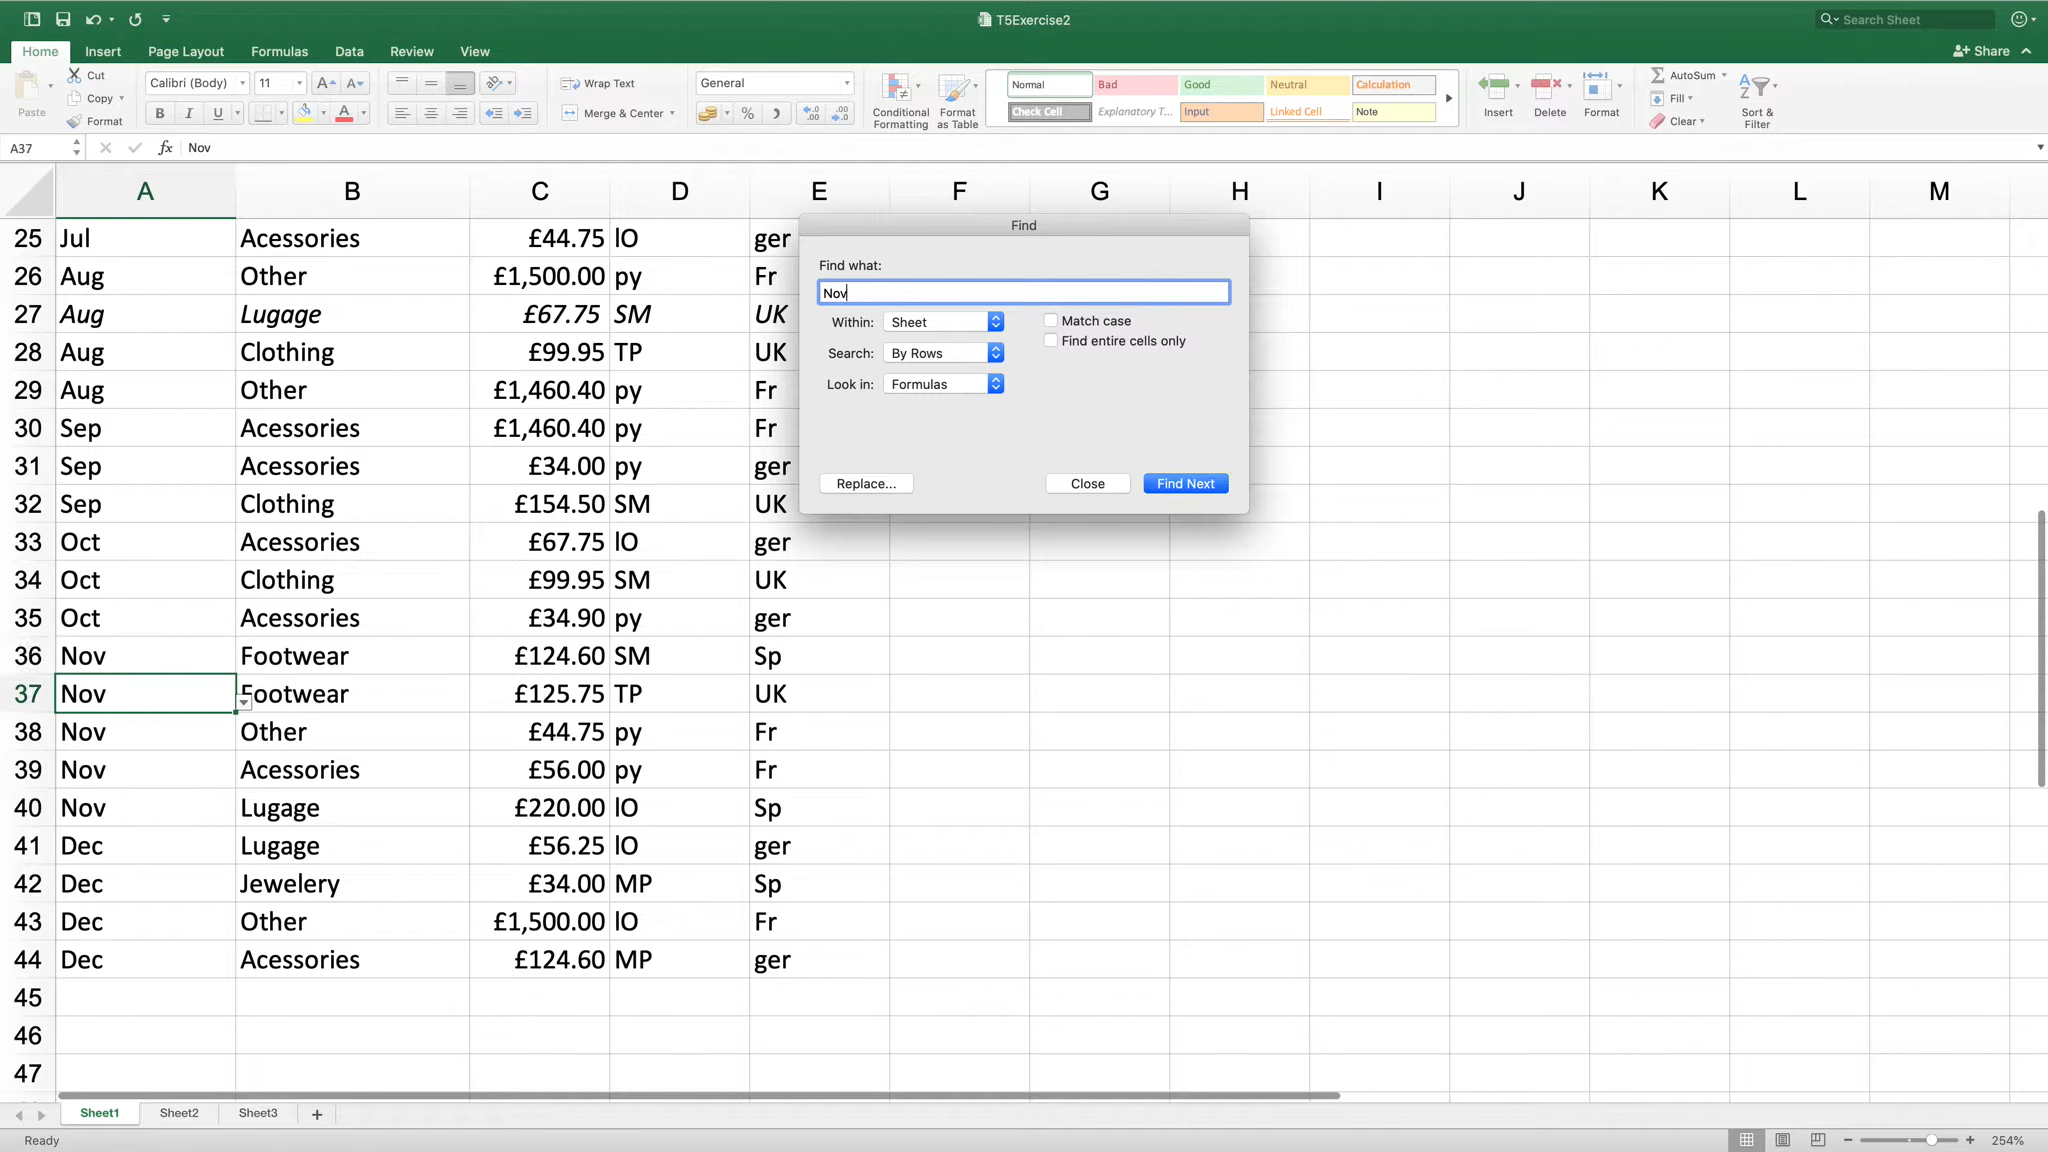 T5Exercise2
Search Sheet
Home Insert Page Layout Formulas Data Review View
Share
Paste
Cut
Copy
Format
Calibri (Body) 11 A A
B I U A
Wrap Text
Merge & Center
General
% .0 .00 .00 .0
Conditional Formatting
Format as Table
Normal Bad Good Neutral Calculation
Check Cell Explanatory T... Input Linked Cell Note
Insert Delete Format
AutoSum
Fill
Clear
Sort & Filter
A37 fx Nov
A B C D E F G H I J K L M
25 Jul Acessories £44.75 lO ger
26 Aug Other £1,500.00 py Fr
27 Aug Lugage £67.75 SM UK
28 Aug Clothing £99.95 TP UK
29 Aug Other £1,460.40 py Fr
30 Sep Acessories £1,460.40 py Fr
31 Sep Acessories £34.00 py ger
32 Sep Clothing £154.50 SM UK
33 Oct Acessories £67.75 lO ger
34 Oct Clothing £99.95 SM UK
35 Oct Acessories £34.90 py ger
36 Nov Footwear £124.60 SM Sp
37 Nov Footwear £125.75 TP UK
38 Nov Other £44.75 py Fr
39 Nov Acessories £56.00 py Fr
40 Nov Lugage £220.00 lO Sp
41 Dec Lugage £56.25 lO ger
42 Dec Jewelery £34.00 MP Sp
43 Dec Other £1,500.00 lO Fr
44 Dec Acessories £124.60 MP ger
45
46
47
Find
Find what:
Nov
Within: Sheet
Match case
Find entire cells only
Search: By Rows
Look in: Formulas
Replace... Close Find Next
Sheet1 Sheet2 Sheet3 +
Ready
254%